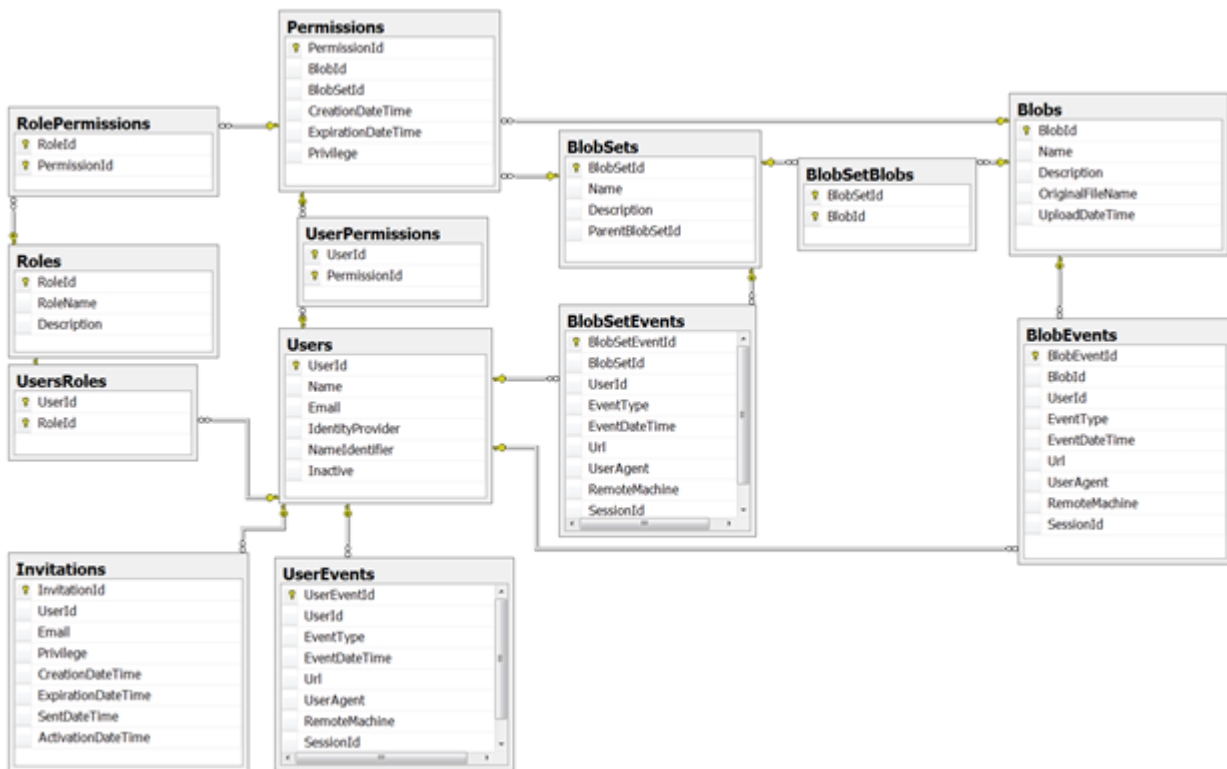 Permissions
PermissionId
BlobId
BlobSetId
CreationDateTime
ExpirationDateTime
Privilege
RolePermissions
RoleId
PermissionId
Roles
RoleId
RoleName
Description
UsersRoles
UserId
RoleId
UserPermissions
UserId
PermissionId
Users
UserId
Name
Email
IdentityProvider
NameIdentifier
Inactive
BlobSets
BlobSetId
Name
Description
ParentBlobSetId
BlobSetBlobs
BlobSetId
BlobId
Blobs
BlobId
Name
Description
OriginalFileName
UploadDateTime
BlobSetEvents
BlobSetEventId
BlobSetId
UserId
EventType
EventDateTime
Url
UserAgent
RemoteMachine
SessionId
BlobEvents
BlobEventId
BlobId
UserId
EventType
EventDateTime
Url
UserAgent
RemoteMachine
SessionId
Invitations
InvitationId
UserId
Email
Privilege
CreationDateTime
ExpirationDateTime
SentDateTime
ActivationDateTime
UserEvents
UserEventId
UserId
EventType
EventDateTime
Url
UserAgent
RemoteMachine
SessionId